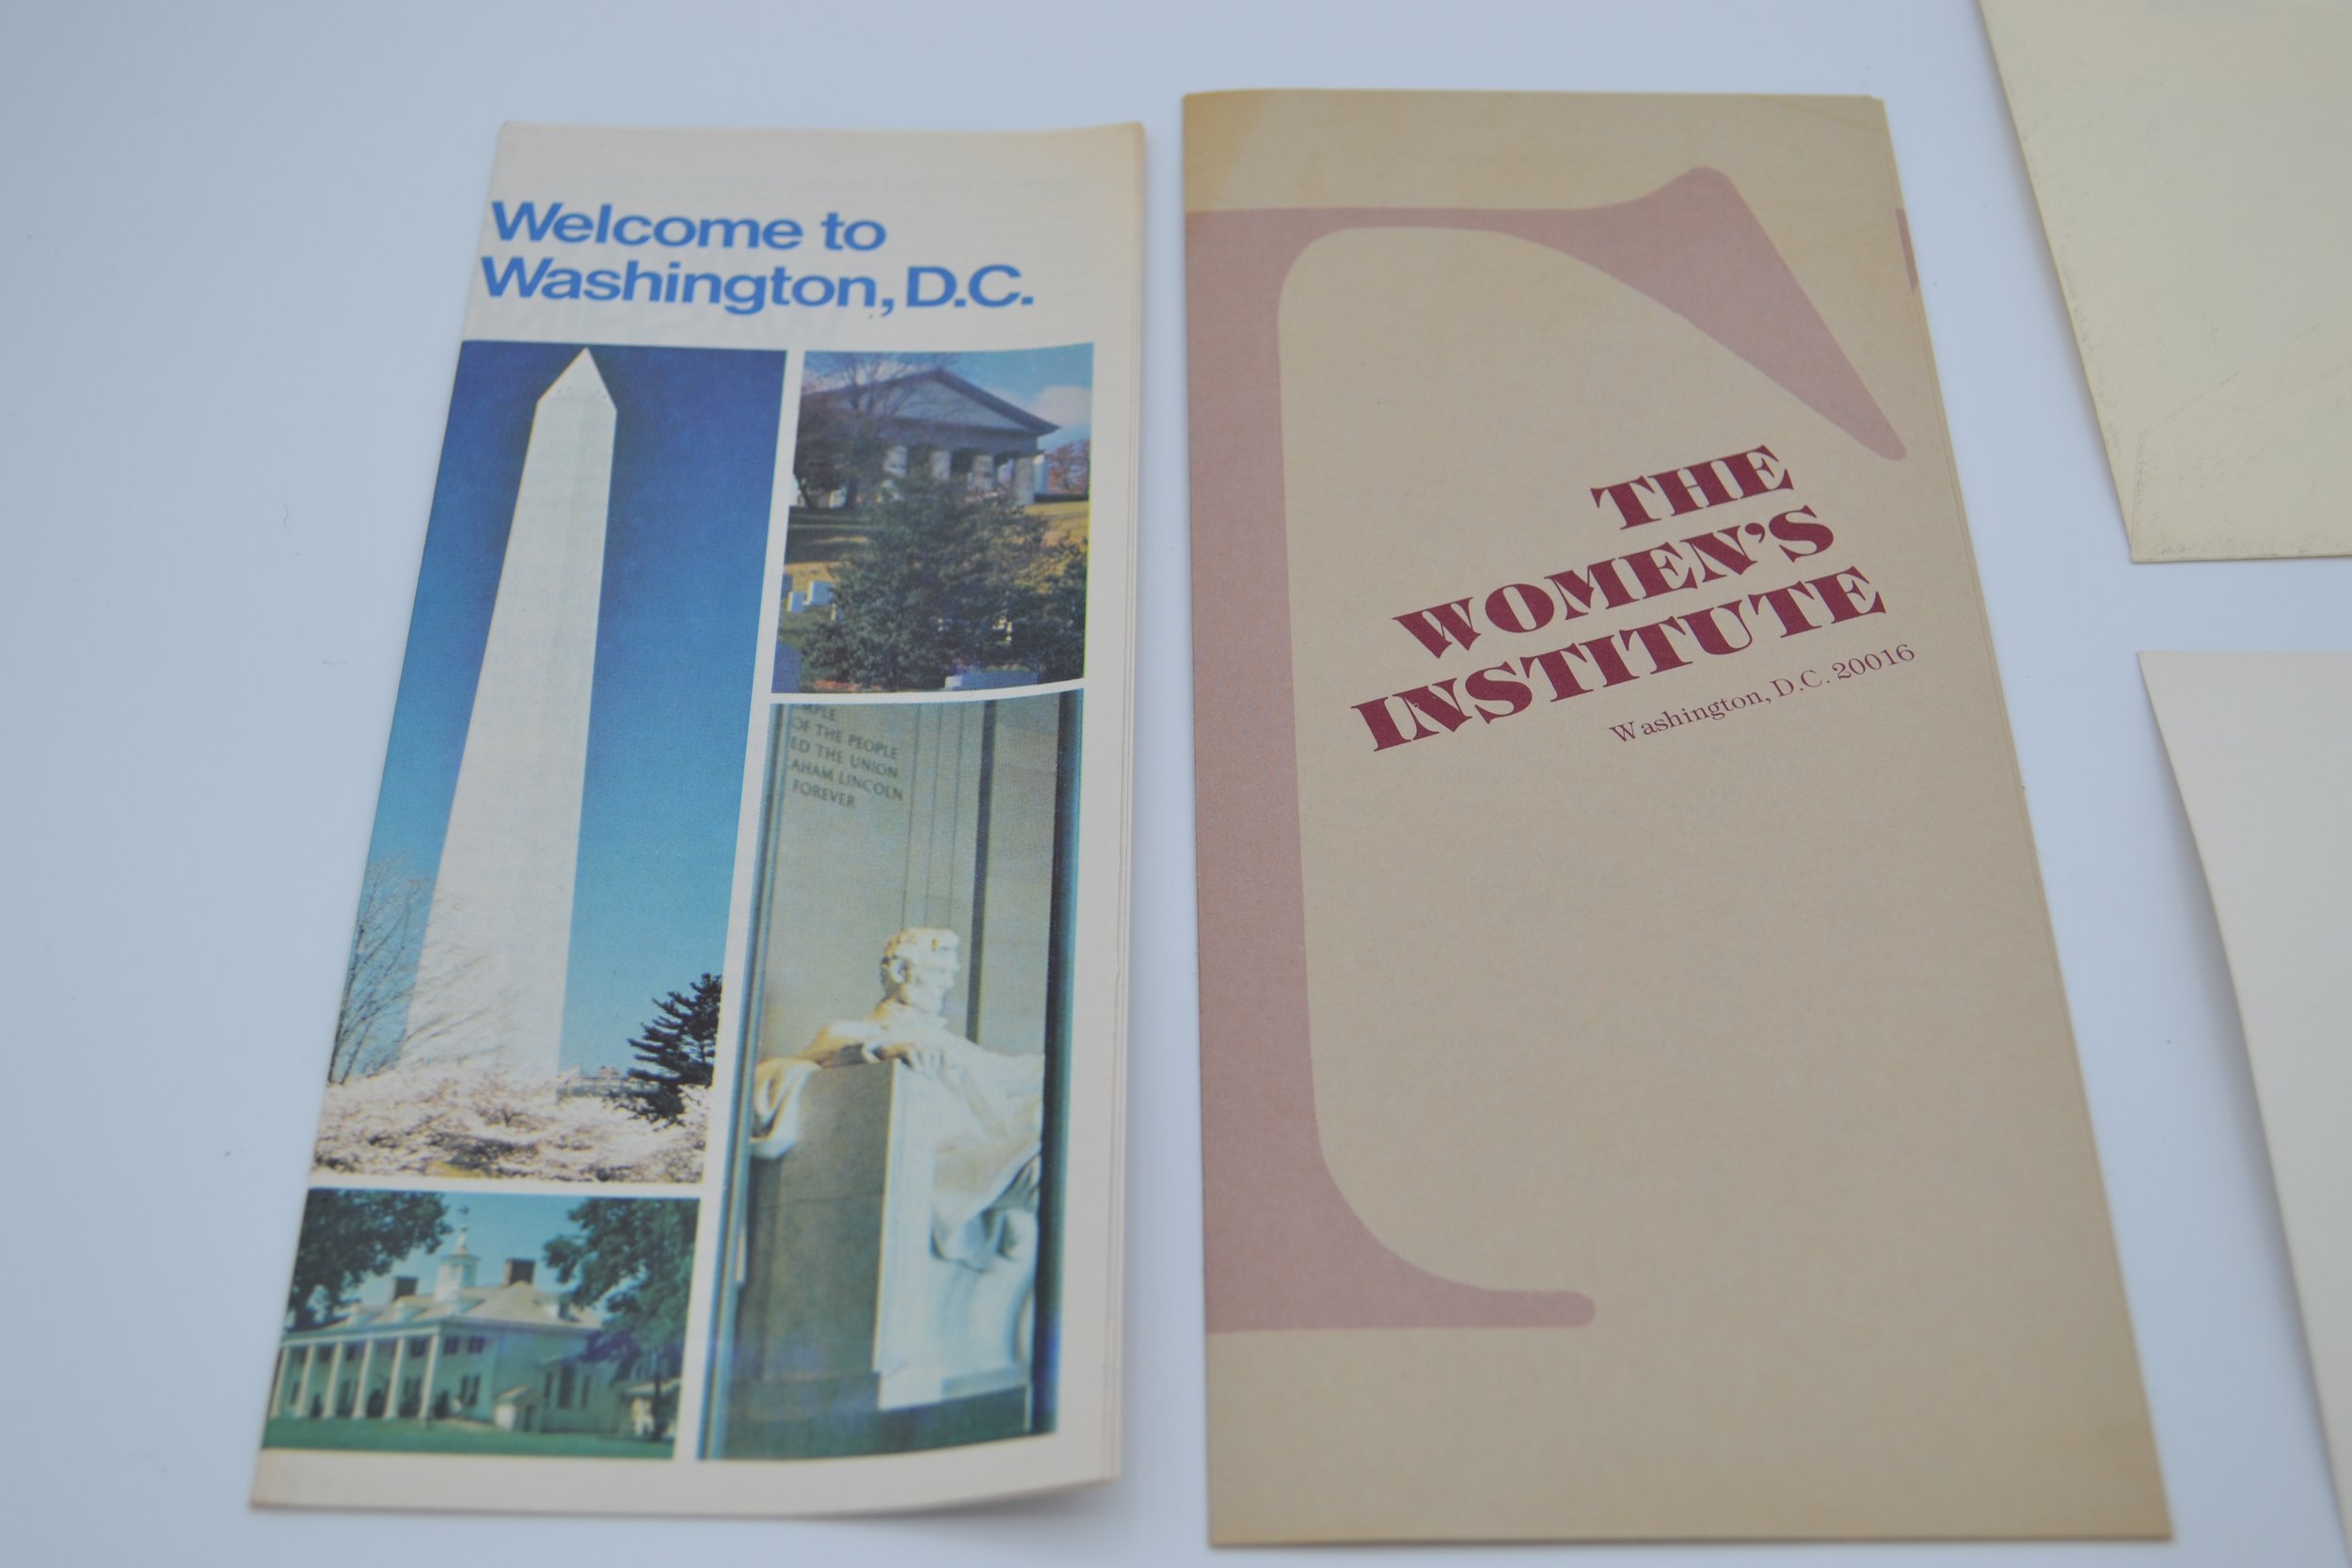 Welcome to
Washington, D.C.
OF THE PEOPLE
ED THE UNION
AHAM LINCOLN
FOREVER
THE
WOMEN'S
INSTITUTE
Washington, D.C. 20016